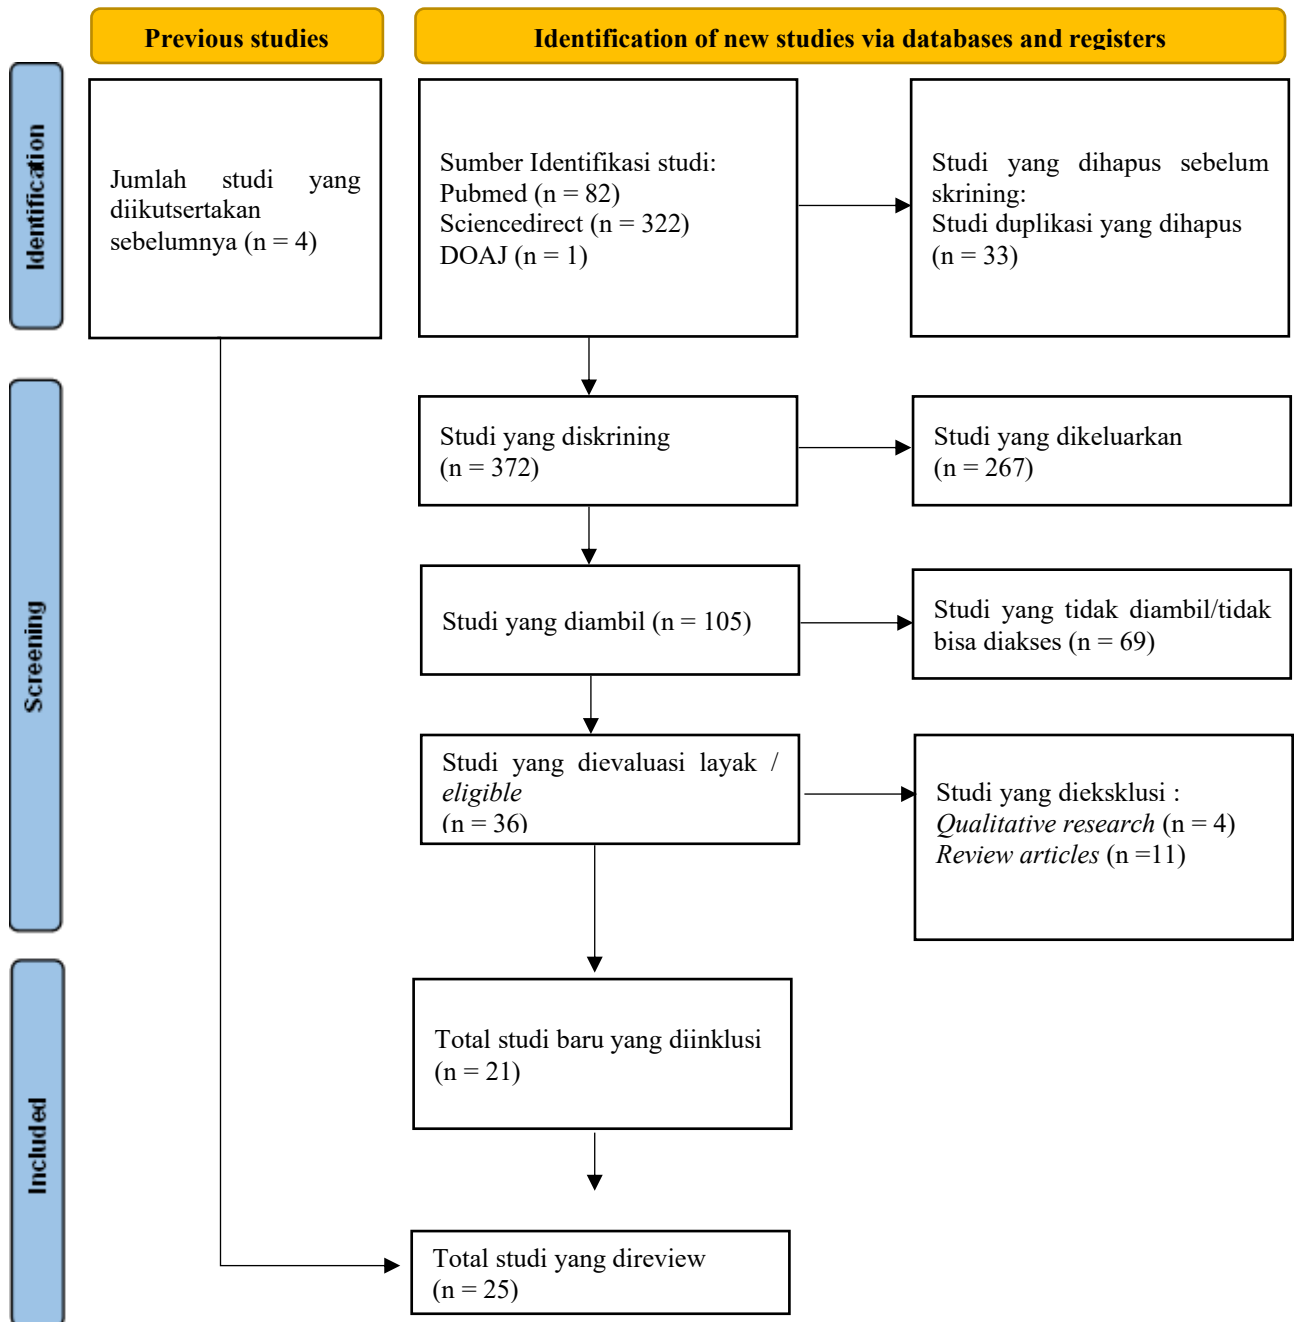 Previous studies
Identification of new studies via databases and registers
Identification
Jumlah studi yang
diikutsertakan
sebelumnya (n = 4)
Sumber Identifikasi studi:
Pubmed (n = 82)
Sciencedirect (n = 322)
DOAJ (n = 1)
Studi yang dihapus sebelum
skrining:
Studi duplikasi yang dihapus
(n = 33)
Screening
Studi yang diskrining
(n = 372)
Studi yang dikeluarkan
(n = 267)
Studi yang diambil (n = 105)
Studi yang tidak diambil/tidak
bisa diakses (n = 69)
Studi yang dievaluasi layak /
eligible
(n = 36)
Studi yang dieksklusi :
Qualitative research (n = 4)
Review articles (n =11)
Included
Total studi baru yang diinklusi
(n = 21)
Total studi yang direview
(n = 25)